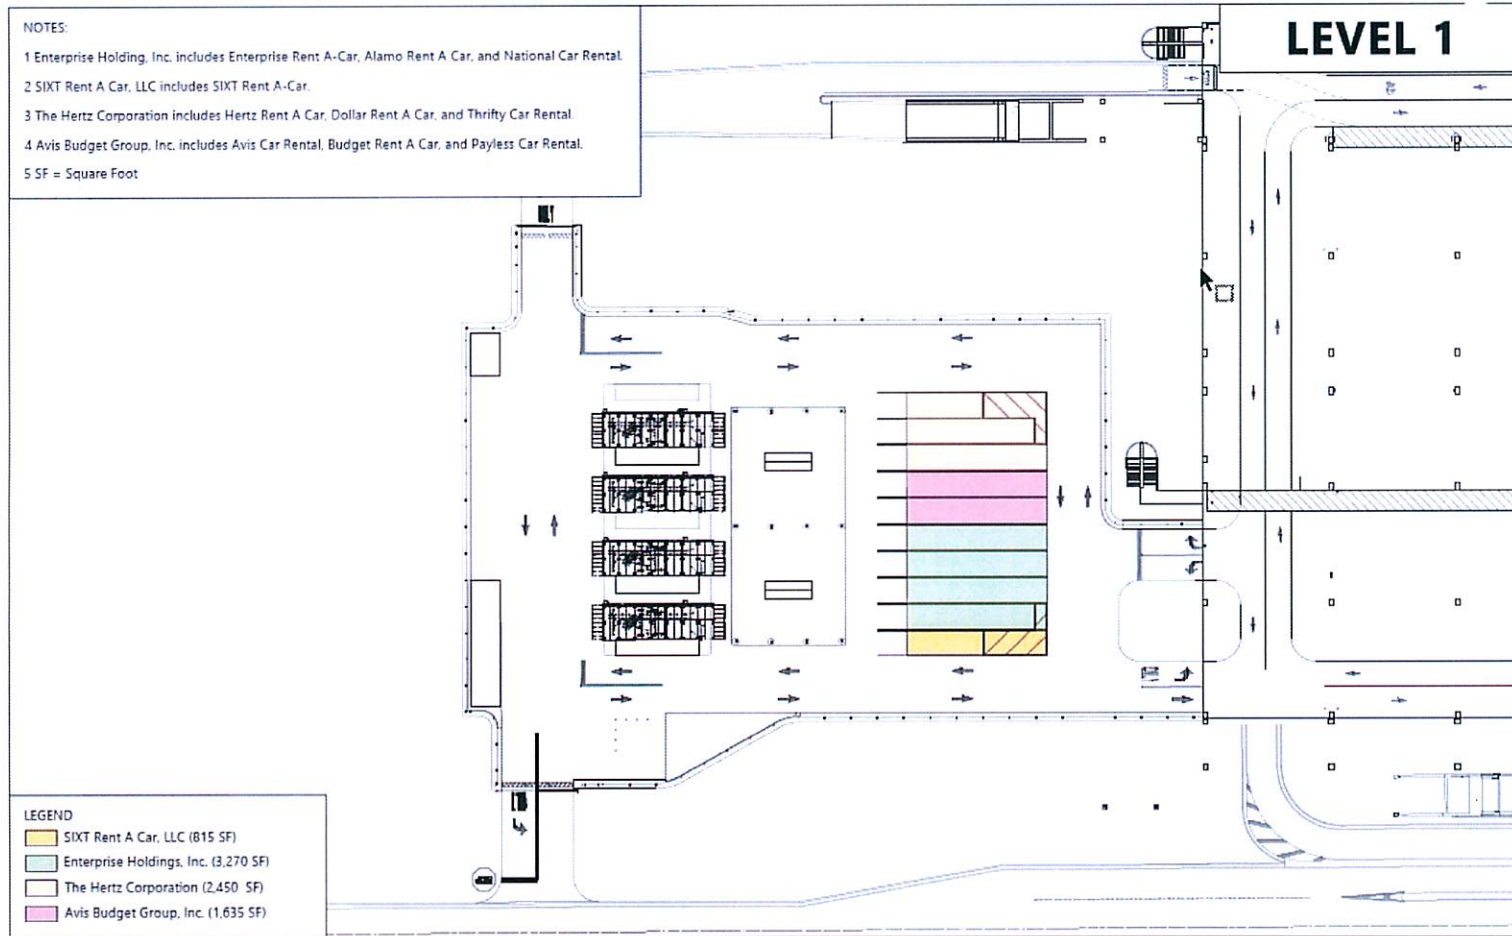 NOTES:
1 Enterprise Holding, Inc. includes Enterprise Rent A-Car, Alamo Rent A Car, and National Car Rental.
2 SIXT Rent A Car, LLC includes SIXT Rent A-Car.
3 The Hertz Corporation includes Hertz Rent A Car, Dollar Rent A Car, and Thrifty Car Rental.
4 Avis Budget Group, Inc. includes Avis Car Rental, Budget Rent A Car, and Payless Car Rental.
5 SF = Square Foot
LEVEL 1
LEGEND
SIXT Rent A Car, LLC (815 SF)
Enterprise Holdings, Inc. (3,270 SF)
The Hertz Corporation (2,450 SF)
Avis Budget Group, Inc. (1,635 SF)